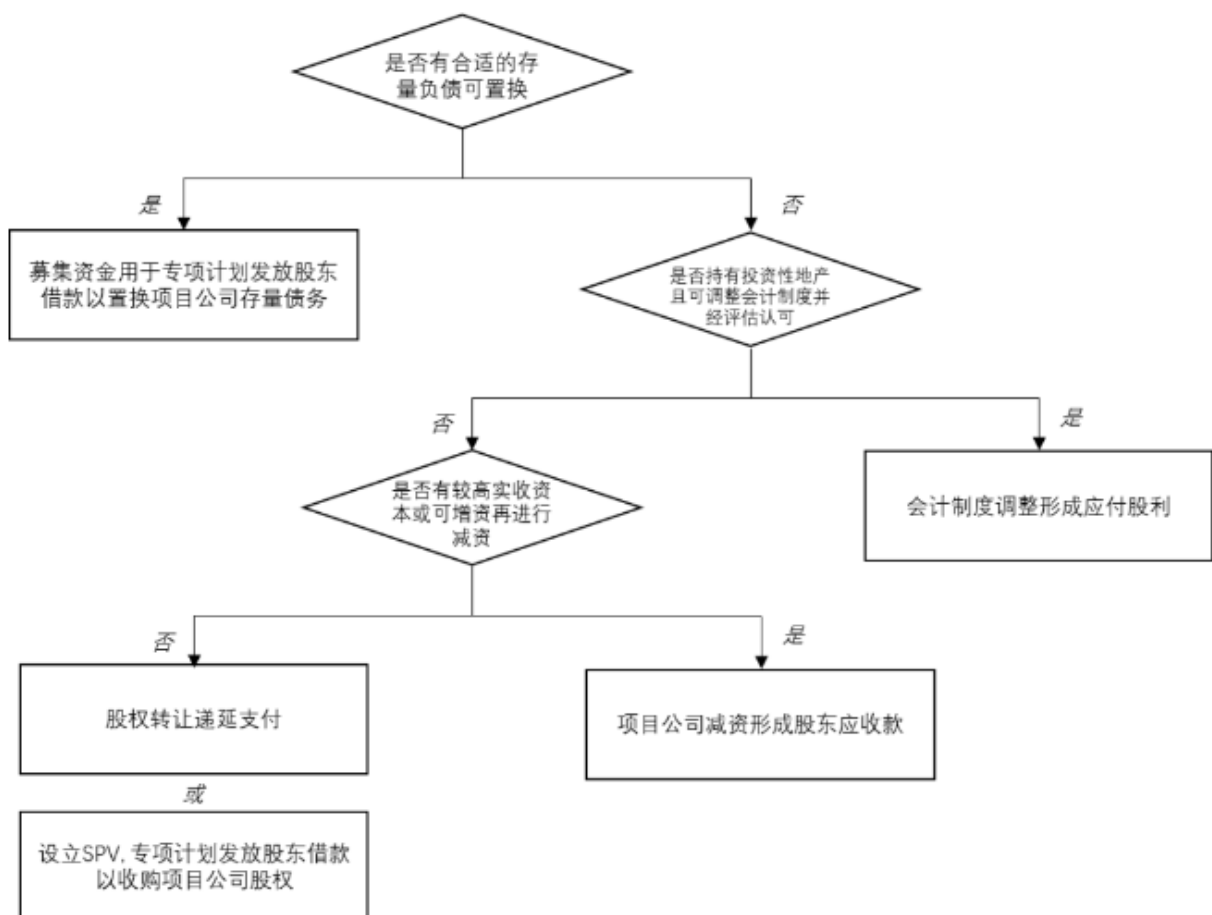 是否有合适的存
量负债可置换
是
否
募集资金用于专项计划发放股东
借款以置换项目公司存量债务
是否持有投资性地产
且可调整会计制度并
经评估认可
否
是
是否有较高实收资
本或可增资再进行
减资
会计制度调整形成应付股利
否
是
股权转让递延支付
项目公司减资形成股东应收款
或
设立SPV, 专项计划发放股东借款
以收购项目公司股权